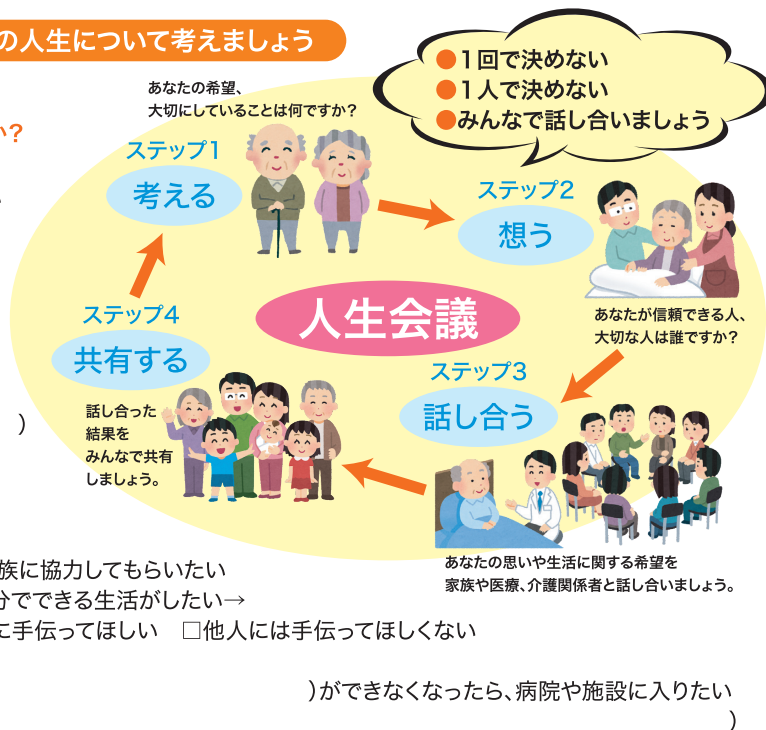 の人生について考えましょう
●1回で決めない
●1人で決めない
●みんなで話し合いましょう
か?
あなたの希望、
大切にしていることは何ですか?
ステップ1
考える
ステップ2
想う
あなたが信頼できる人、
大切な人は誰ですか?
人生会議
ステップ3
話し合う
あなたの思いや生活に関する希望を
家族や医療、介護関係者と話し合いましょう。
ステップ4
共有する
話し合った
結果を
みんなで共有
しましょう。
)
族に協力してもらいたい
分でできる生活がしたい→
に手伝ってほしい □他人には手伝ってほしくない
)ができなくなったら、病院や施設に入りたい
)